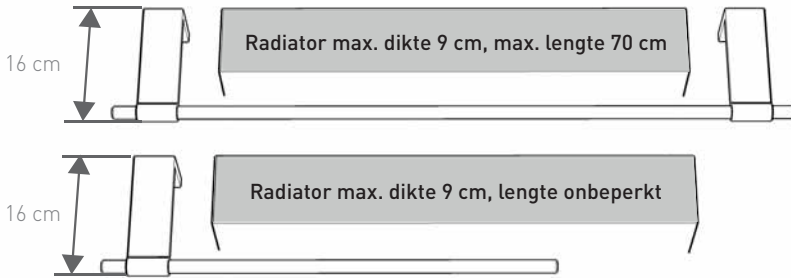 Radiator max. dikte 9 cm, max. lengte 70 cm
16 cm
Radiator max. dikte 9 cm, lengte onbeperkt
16 cm